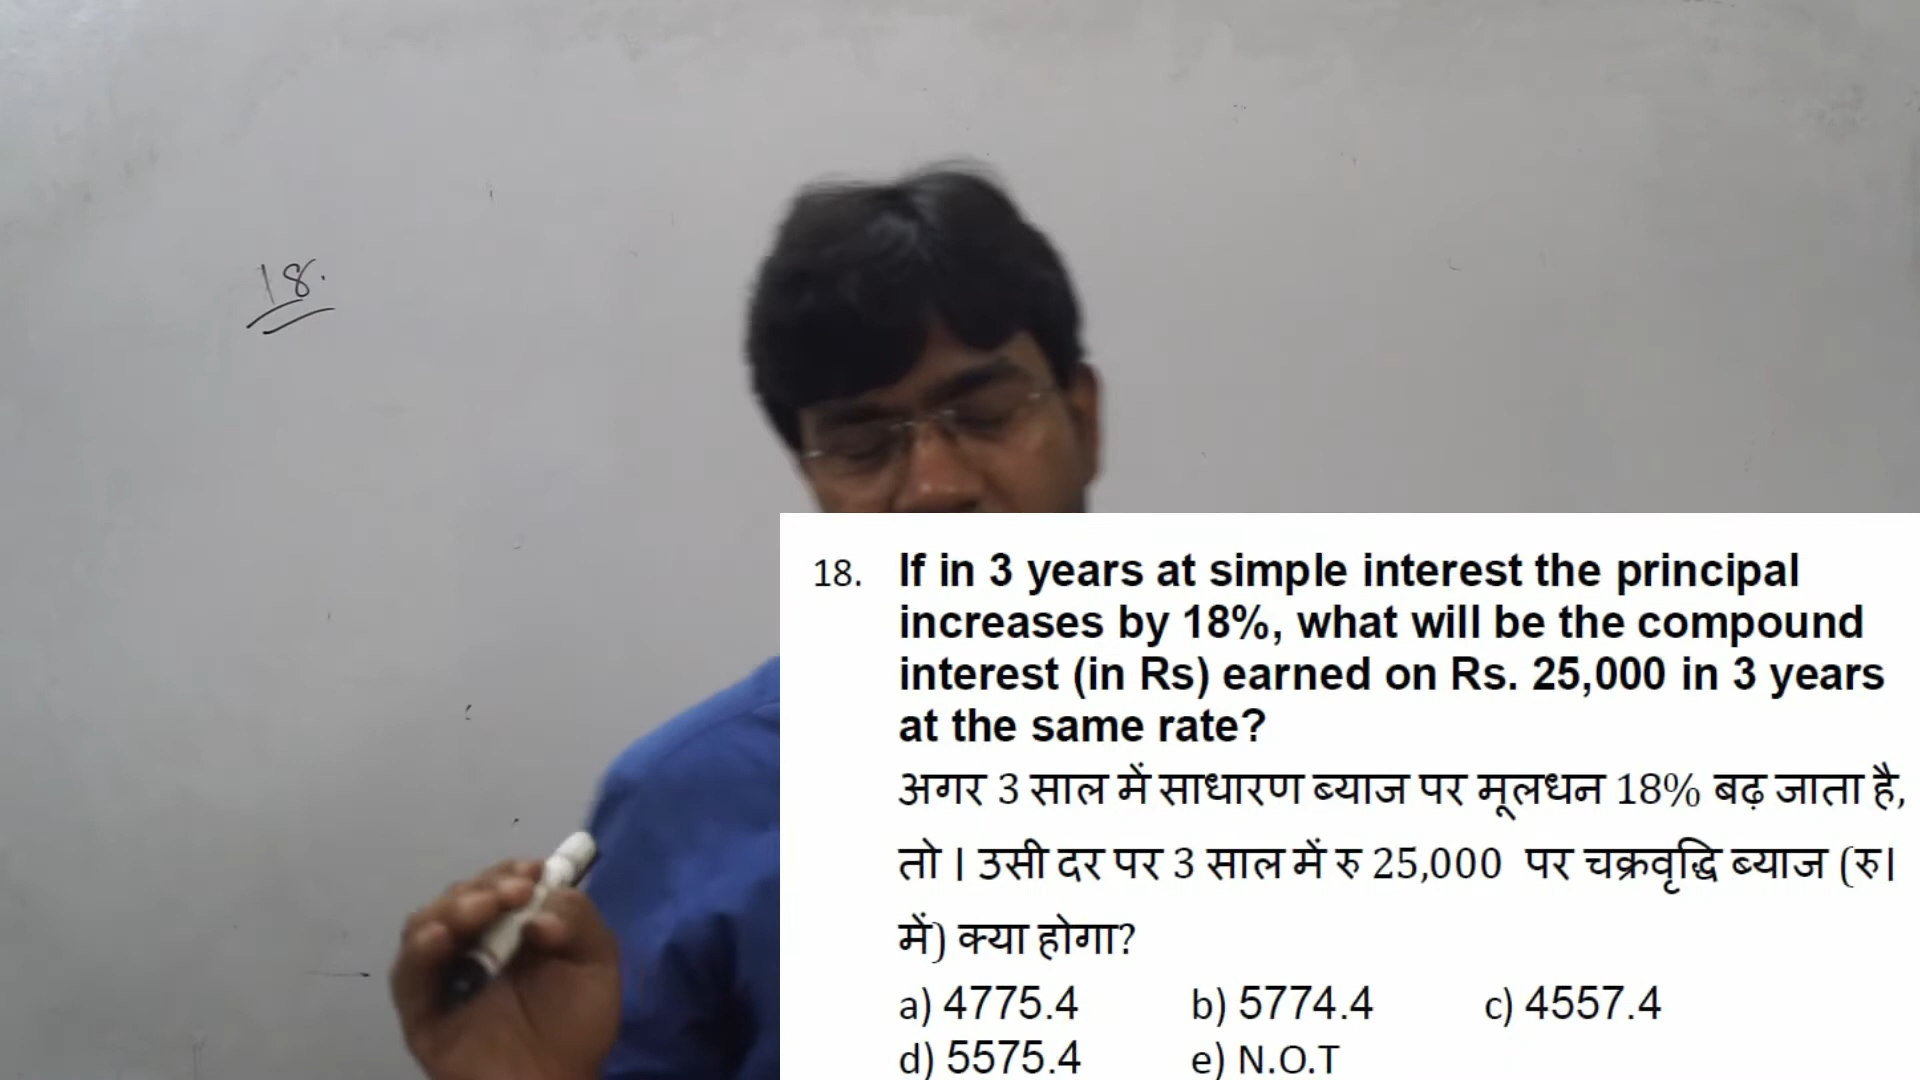 18.
18. If in 3 years at simple interest the principal
increases by 18%, what will be the compound
interest (in Rs) earned on Rs. 25,000 in 3 years
at the same rate?
अगर 3 साल में साधारण ब्याज पर मूलधन 18% बढ़ जाता है,
तो । उसी दर पर 3 साल में रु 25,000 पर चक्रवृद्धि ब्याज (रु।
में) क्या होगा?
a) 4775.4 b) 5774.4 c) 4557.4
d) 5575.4 e) N.O.T